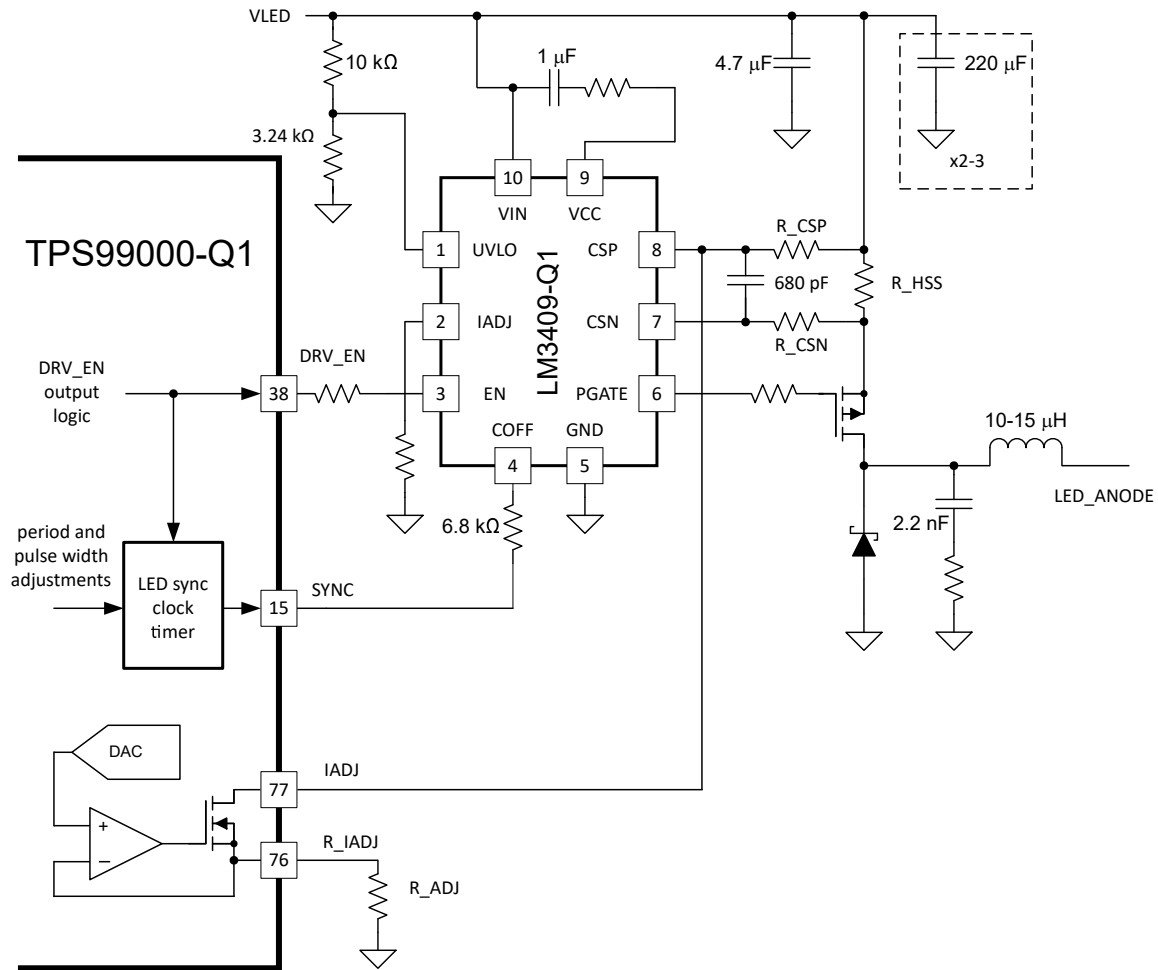 VLED
10 kΩ
1 μF
4.7 μF
220 μF
3.24 kΩ
x2-3
10
9
VIN
VCC
TPS99000-Q1
1
UVLO
CSP
8
R_CSP
680 pF
R_HSS
2
IADJ
CSN
7
R_CSN
LM3409-Q1
DRV_EN
output
logic
38
DRV_EN
3
EN
PGATE
6
COFF
GND
4
5
10-15 μH
LED_ANODE
6.8 kΩ
2.2 nF
period and
pulse width
adjustments
LED sync
clock
timer
15
SYNC
DAC
77
IADJ
+
−
76
R_IADJ
R_ADJ